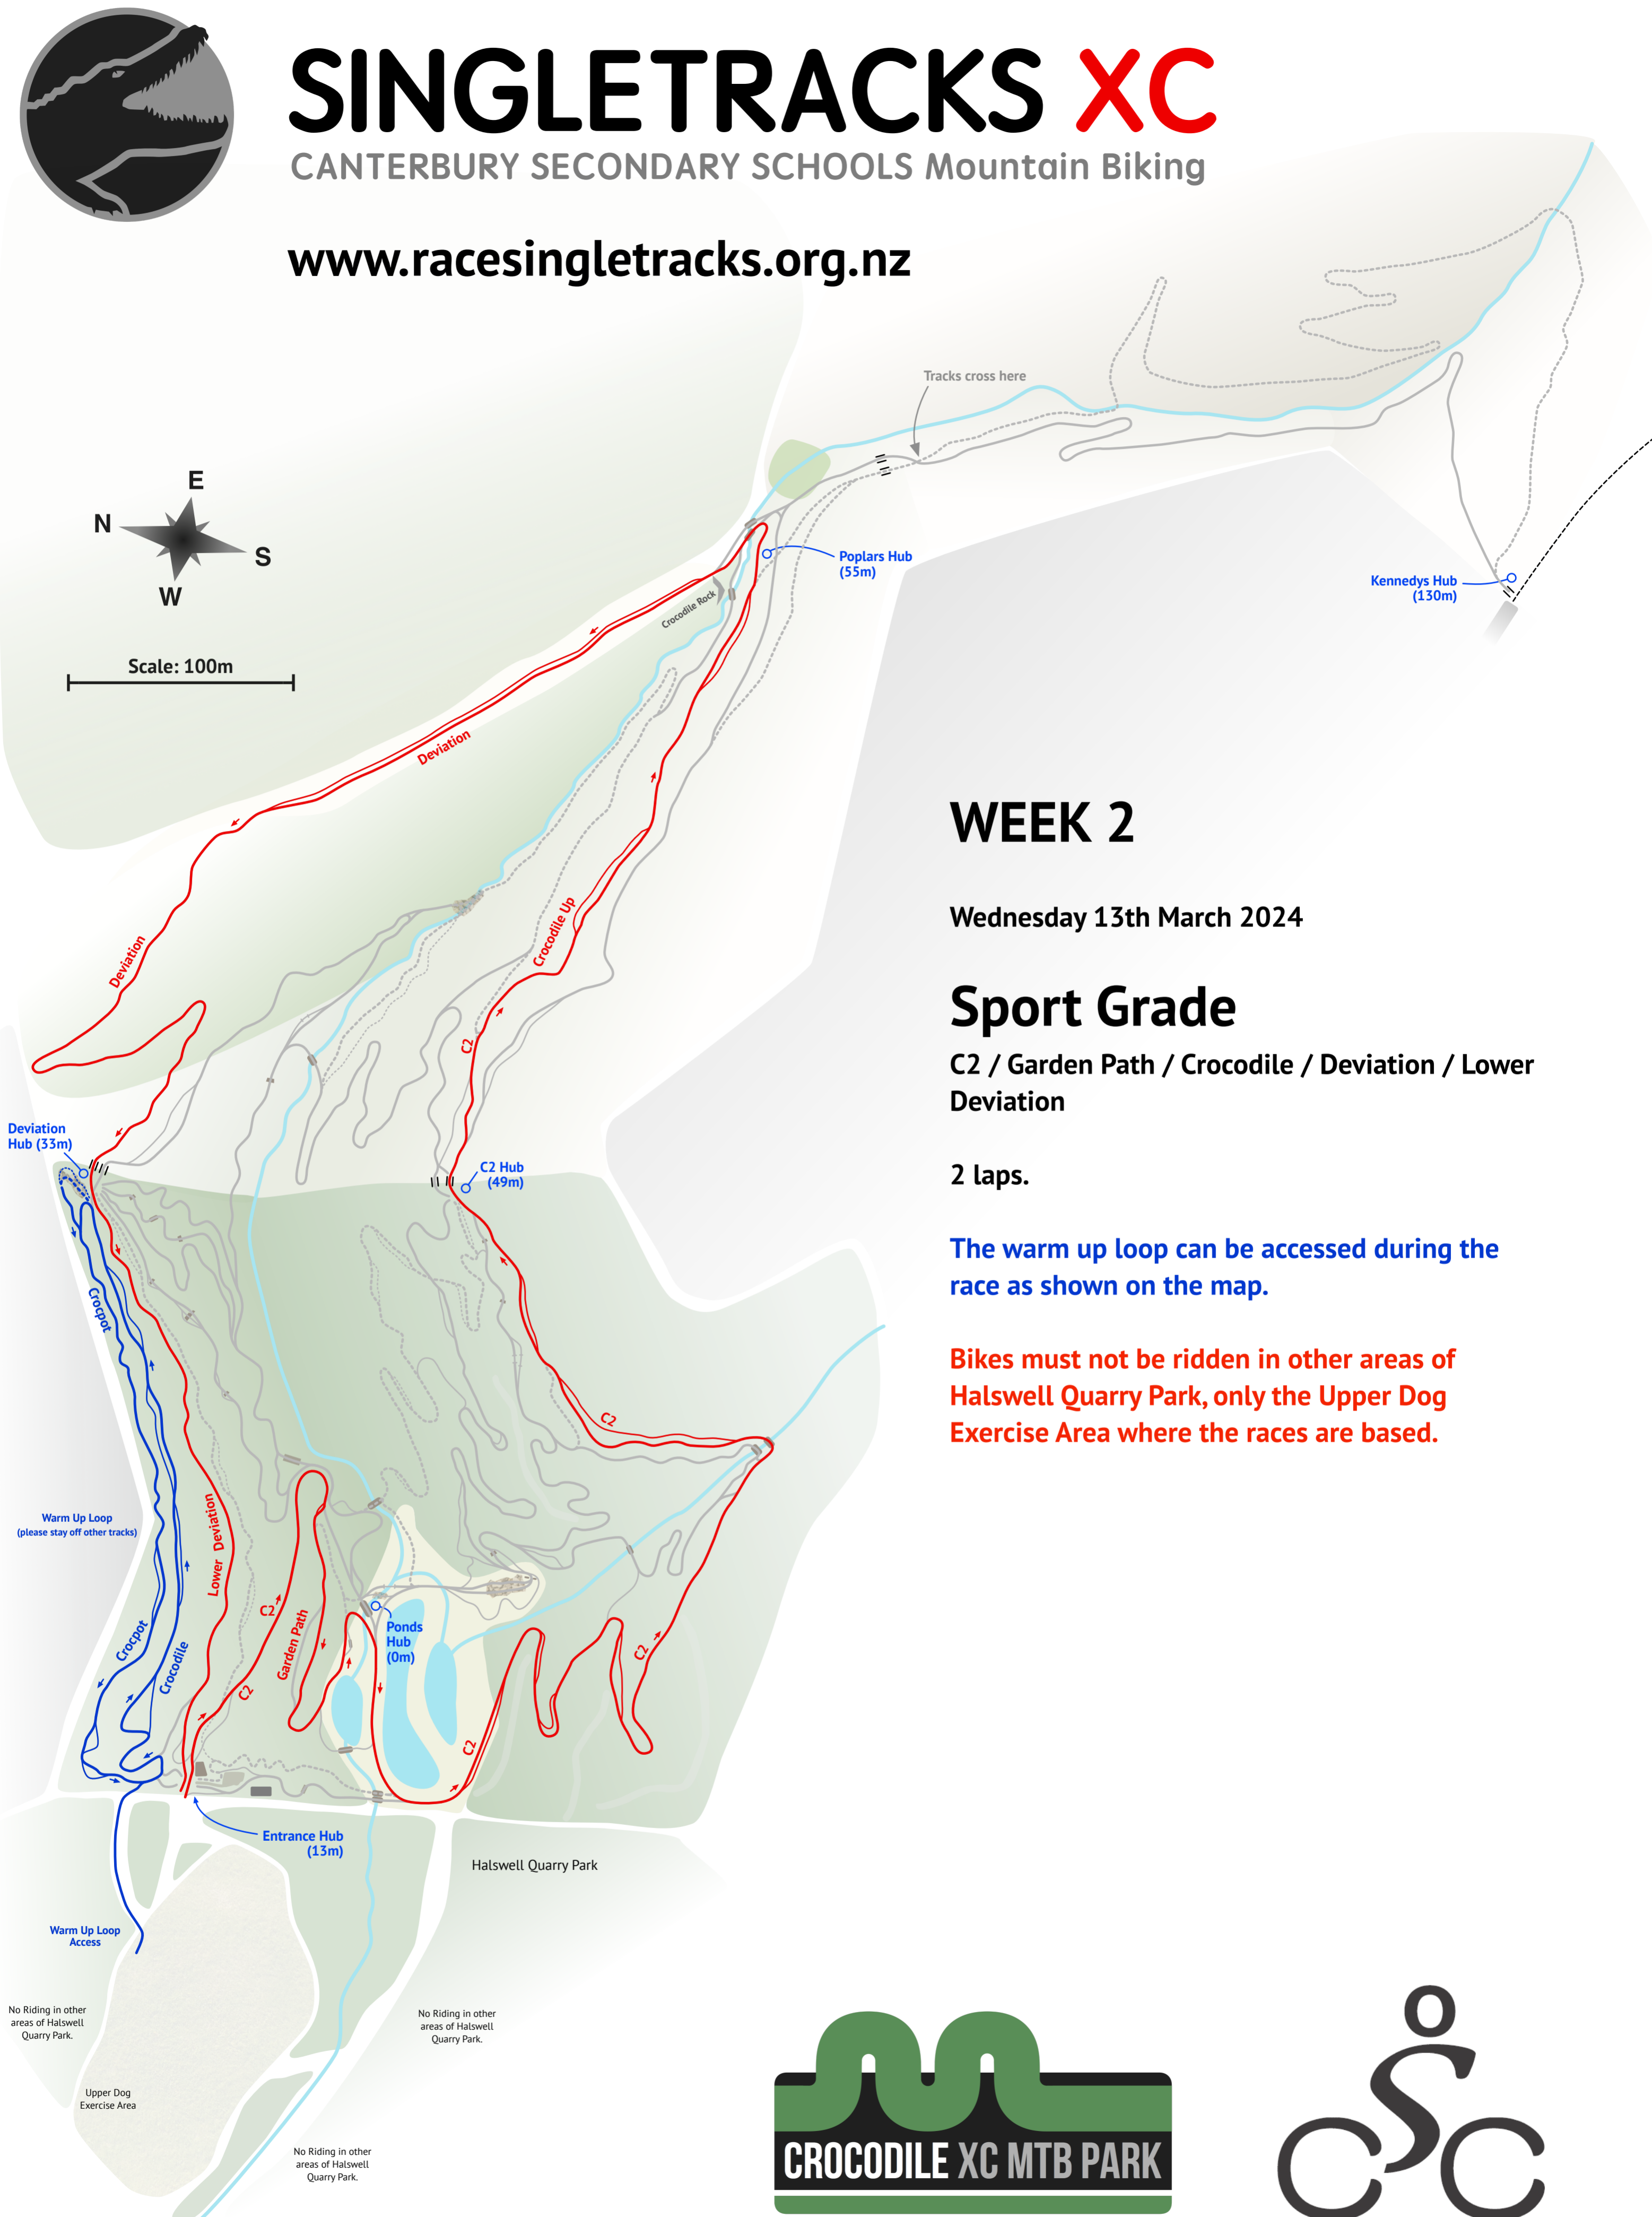 SINGLETRACKS XC
CANTERBURY SECONDARY SCHOOLS Mountain Biking
www.racesingletracks.org.nz
Tracks cross here
E
N
S
W
Poplars Hub
(55m)
Kennedys Hub
(130m)
Crocodile Rock
Scale: 100m
Deviation
WEEK 2
Wednesday 13th March 2024
Sport Grade
C2 / Garden Path / Crocodile / Deviation / Lower
Deviation
2 laps.
The warm up loop can be accessed during the
race as shown on the map.
Bikes must not be ridden in other areas of
Halswell Quarry Park, only the Upper Dog
Exercise Area where the races are based.
Crocodile Up
Deviation
C2
Deviation
Hub (33m)
C2 Hub
(49m)
Crocpot
C2
Warm Up Loop
(please stay off other tracks)
Lower Deviation
C2
Garden Path
Ponds
Hub
(0m)
Crocpot
Crocodile
C2
C2
C2
Entrance Hub
(13m)
Halswell Quarry Park
Warm Up Loop
Access
No Riding in other
areas of Halswell
Quarry Park.
No Riding in other
areas of Halswell
Quarry Park.
Upper Dog
Exercise Area
No Riding in other
areas of Halswell
Quarry Park.
CROCODILE XC MTB PARK
CSC